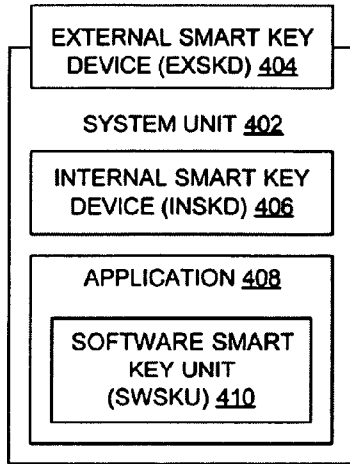 EXTERNAL SMART KEY
DEVICE (EXSKD) 404
SYSTEM UNIT 402
INTERNAL SMART KEY
DEVICE (INSKD) 406
APPLICATION 408
SOFTWARE SMART
KEY UNIT
(SWSKU) 410